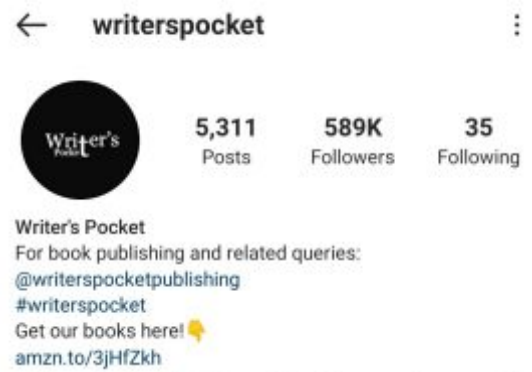 writerspocket
Writer's
Pocket
5,311 589K 35
Posts Followers Following
Writer's Pocket
For book publishing and related queries:
@writerspocketpublishing
#writerspocket
Get our books here!👇
amzn.to/3jHfZkh